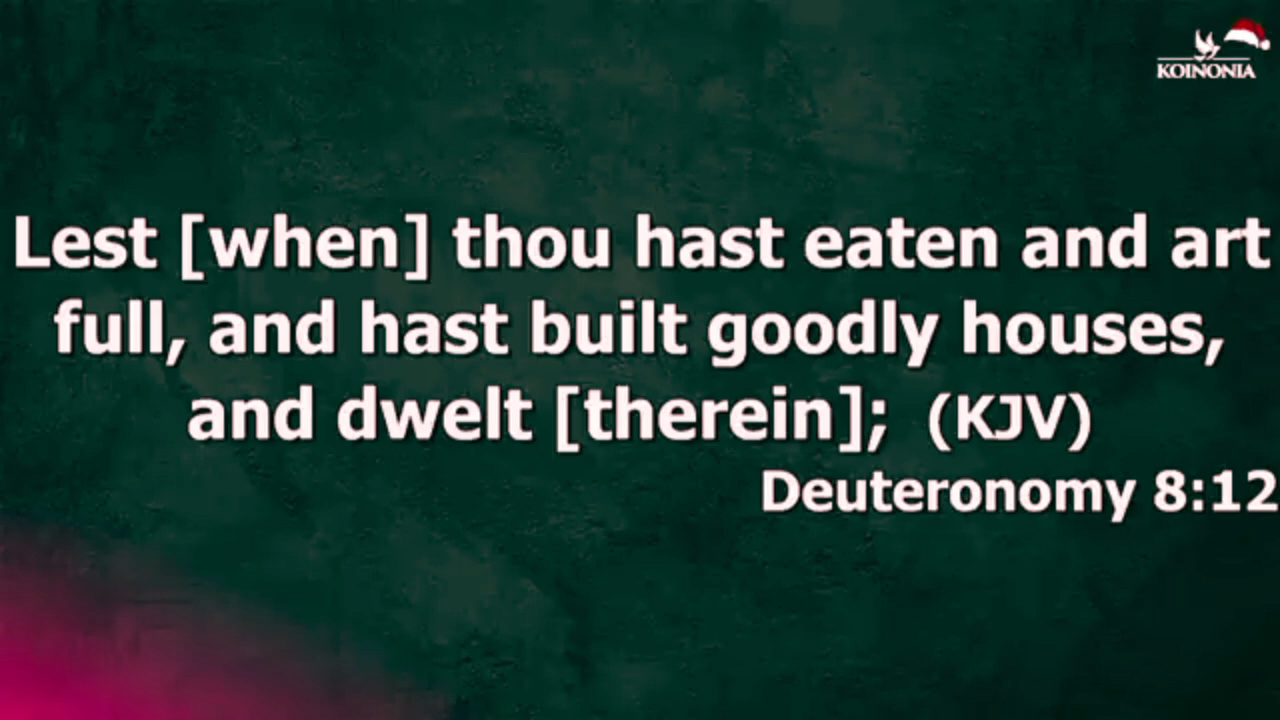 KOINONIA
Lest [when] thou hast eaten and art
full, and hast built goodly houses,
and dwelt [therein]; (KJV)
Deuteronomy 8:12